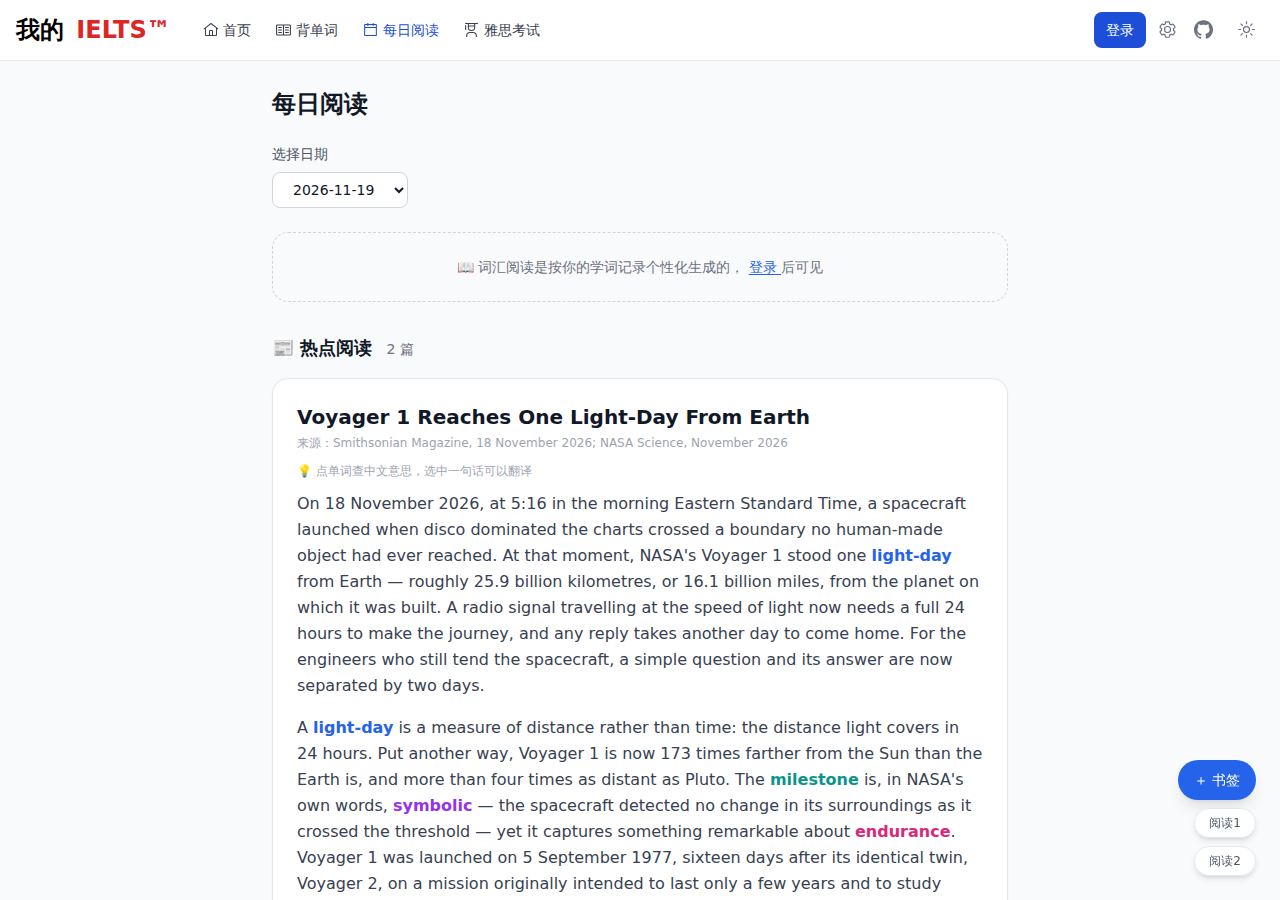 我的 IELTS™ 首页 背单词 每日阅读 雅思考试 登录
每日阅读
选择日期
2026-11-19
📖 词汇阅读是按你的学词记录个性化生成的， 登录 后可见
📰 热点阅读 2 篇
Voyager 1 Reaches One Light-Day From Earth
来源：Smithsonian Magazine, 18 November 2026; NASA Science, November 2026
💡 点单词查中文意思，选中一句话可以翻译
On 18 November 2026, at 5:16 in the morning Eastern Standard Time, a spacecraft
launched when disco dominated the charts crossed a boundary no human-made
object had ever reached. At that moment, NASA's Voyager 1 stood one light-day
from Earth — roughly 25.9 billion kilometres, or 16.1 billion miles, from the planet on
which it was built. A radio signal travelling at the speed of light now needs a full 24
hours to make the journey, and any reply takes another day to come home. For the
engineers who still tend the spacecraft, a simple question and its answer are now
separated by two days.
A light-day is a measure of distance rather than time: the distance light covers in
24 hours. Put another way, Voyager 1 is now 173 times farther from the Sun than the
Earth is, and more than four times as distant as Pluto. The milestone is, in NASA's
own words, symbolic — the spacecraft detected no change in its surroundings as it
crossed the threshold — yet it captures something remarkable about endurance.
Voyager 1 was launched on 5 September 1977, sixteen days after its identical twin,
Voyager 2, on a mission originally intended to last only a few years and to study
＋ 书签
阅读1
阅读2